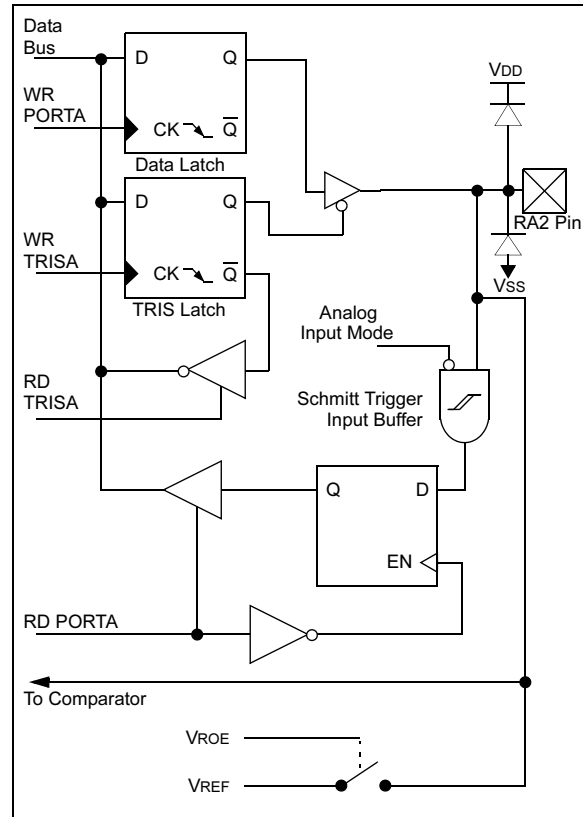 Data
Bus
D
Q
VDD
WR
PORTA
CK
Q
Data Latch
D
Q
RA2 Pin
WR
TRISA
CK
Q
VSS
TRIS Latch
Analog
Input Mode
RD
TRISA
Schmitt Trigger
Input Buffer
Q
D
EN
RD PORTA
To Comparator
VROE
VREF